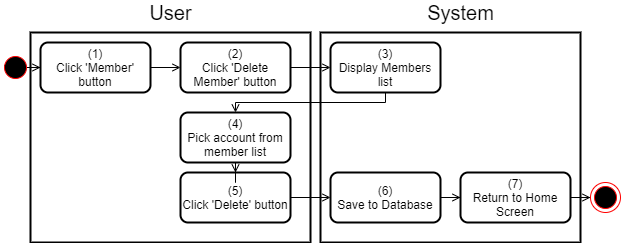 User
System
(1)
Click 'Member'
button
(2)
Click 'Delete
Member' button
(3)
Display Members
list
(4)
Pick account from
member list
(5)
Click 'Delete' button
(6)
Save to Database
(7)
Return to Home
Screen